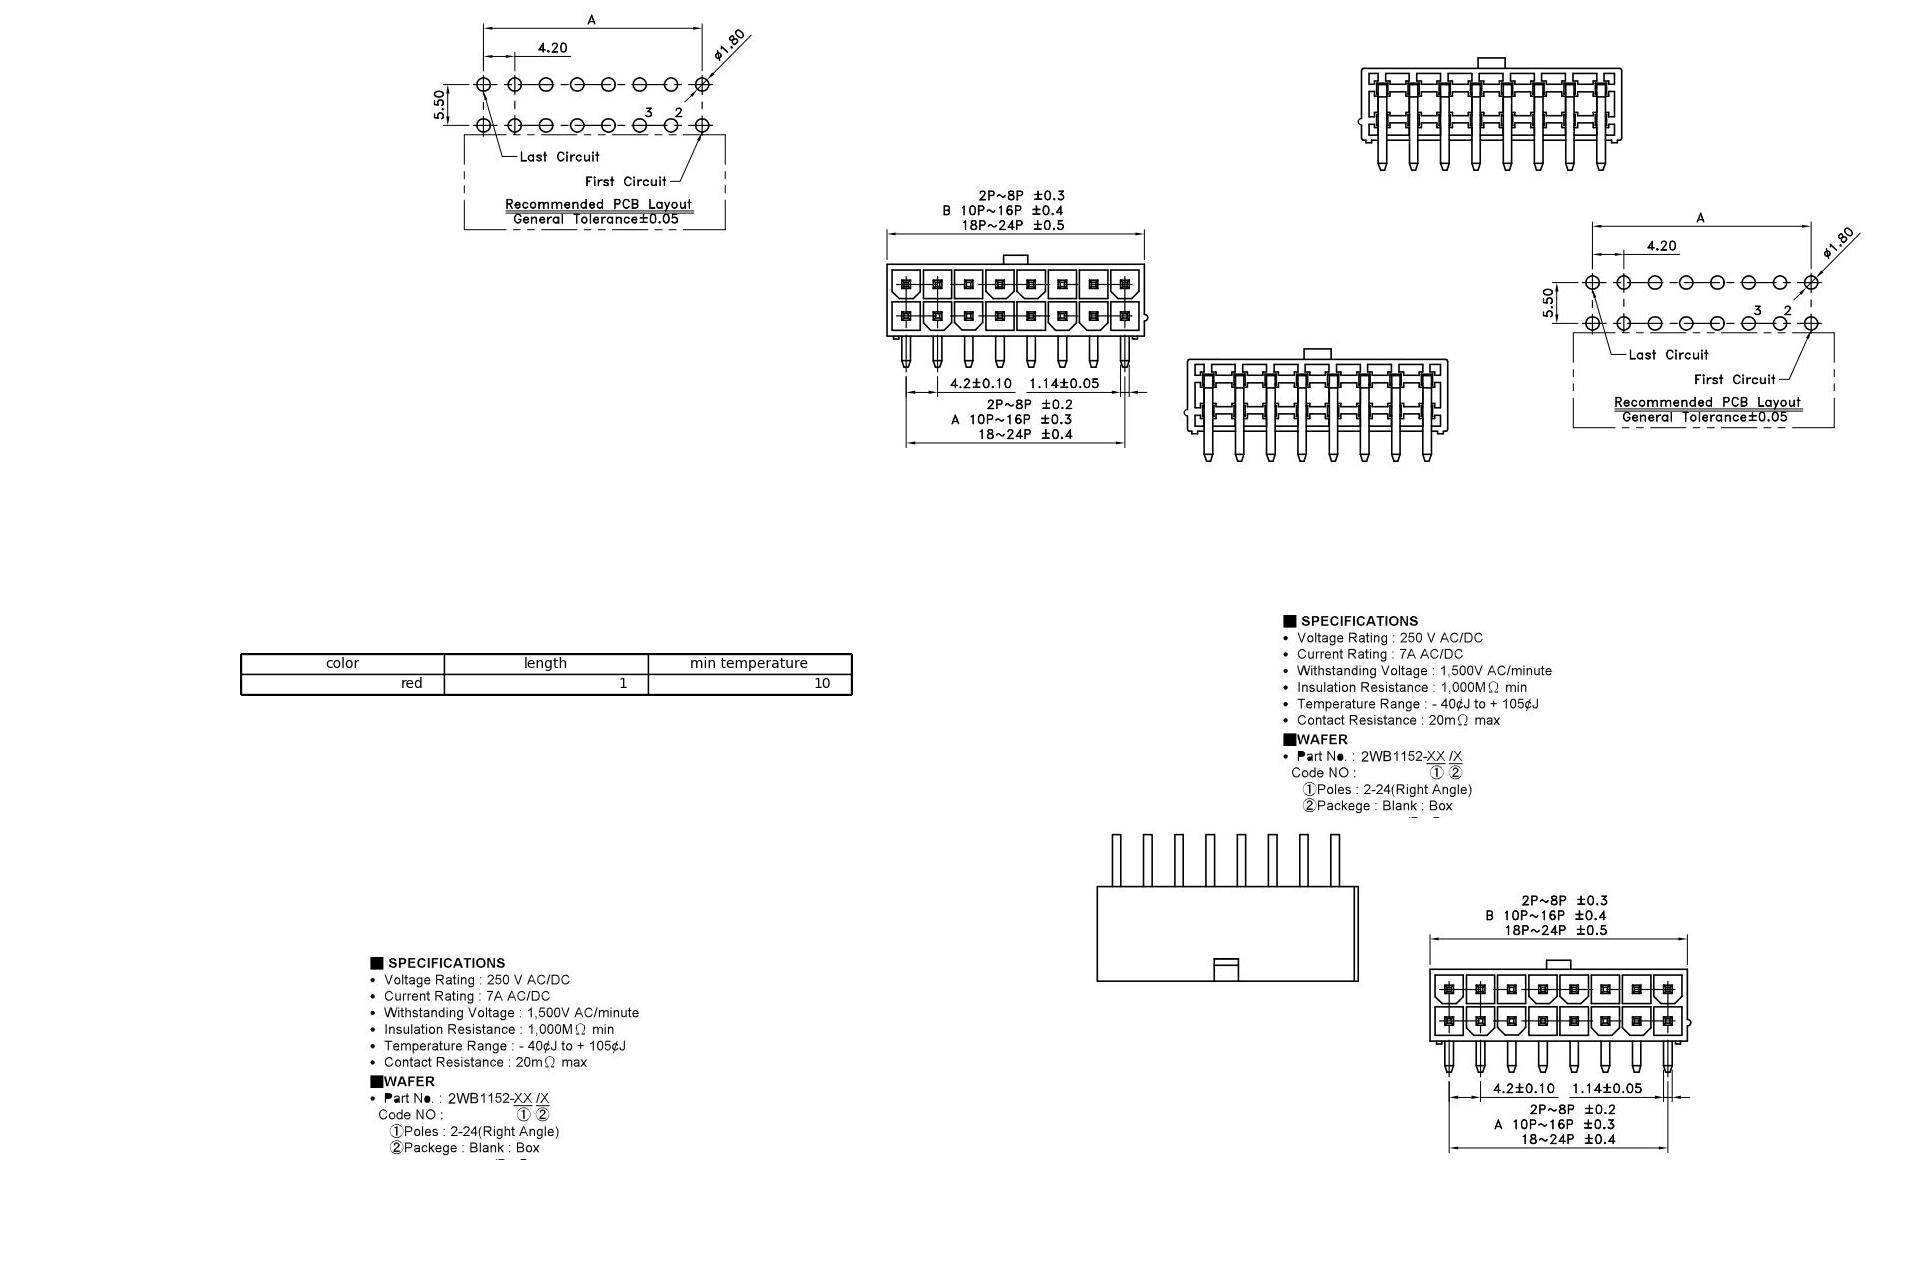 A
4.20
ø1.80
5.50
3 2
Last Circuit
First Circuit
Recommended PCB Layout
General Tolerance±0.05
2P~8P ±0.3
B 10P~16P ±0.4
18P~24P ±0.5
4.2±0.10 1.14±0.05
2P~8P ±0.2
A 10P~16P ±0.3
18~24P ±0.4
A
4.20
ø1.80
5.50
3 2
Last Circuit
First Circuit
Recommended PCB Layout
General Tolerance±0.05
color length min temperature
red 1 10
■ SPECIFICATIONS
• Voltage Rating : 250 V AC/DC
• Current Rating : 7A AC/DC
• Withstanding Voltage : 1,500V AC/minute
• Insulation Resistance : 1,000MΩ min
• Temperature Range : - 40¢J to + 105¢J
• Contact Resistance : 20mΩ max
■WAFER
• Part No. : 2WB1152-XX /X
Code NO : ① ②
①Poles : 2-24(Right Angle)
②Packege : Blank : Box
■ SPECIFICATIONS
• Voltage Rating : 250 V AC/DC
• Current Rating : 7A AC/DC
• Withstanding Voltage : 1,500V AC/minute
• Insulation Resistance : 1,000MΩ min
• Temperature Range : - 40¢J to + 105¢J
• Contact Resistance : 20mΩ max
■WAFER
• Part No. : 2WB1152-XX /X
Code NO : ① ②
①Poles : 2-24(Right Angle)
②Packege : Blank : Box
2P~8P ±0.3
B 10P~16P ±0.4
18P~24P ±0.5
4.2±0.10 1.14±0.05
2P~8P ±0.2
A 10P~16P ±0.3
18~24P ±0.4